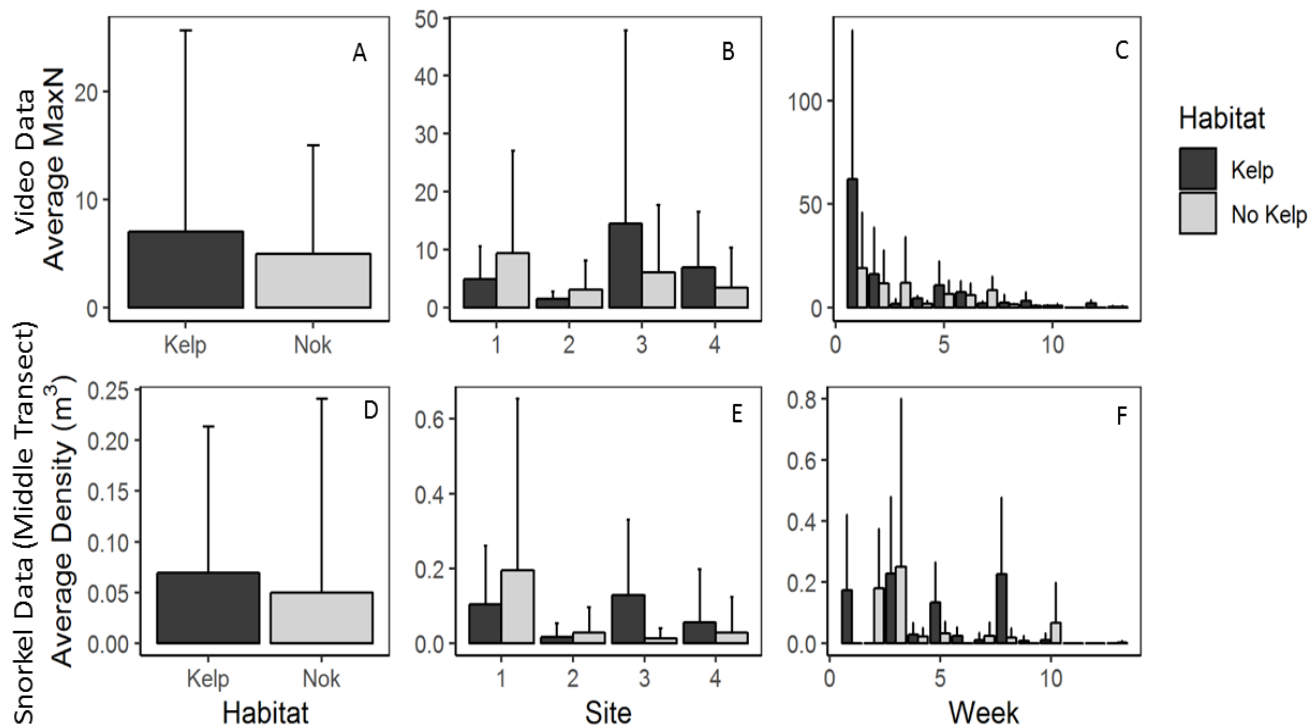 Video Data
Average MaxN
20
10
0
Kelp
Nok
A
50
40
30
20
10
0
1
2
3
4
B
100
50
0
0
5
10
C
Habitat
Kelp
No Kelp
Snorkel Data (Middle Transect)
Average Density (m³)
0.25
0.20
0.15
0.10
0.05
0.00
Kelp
Nok
Habitat
D
0.6
0.4
0.2
0.0
1
2
3
4
Site
E
0.8
0.6
0.4
0.2
0.0
0
5
10
Week
F